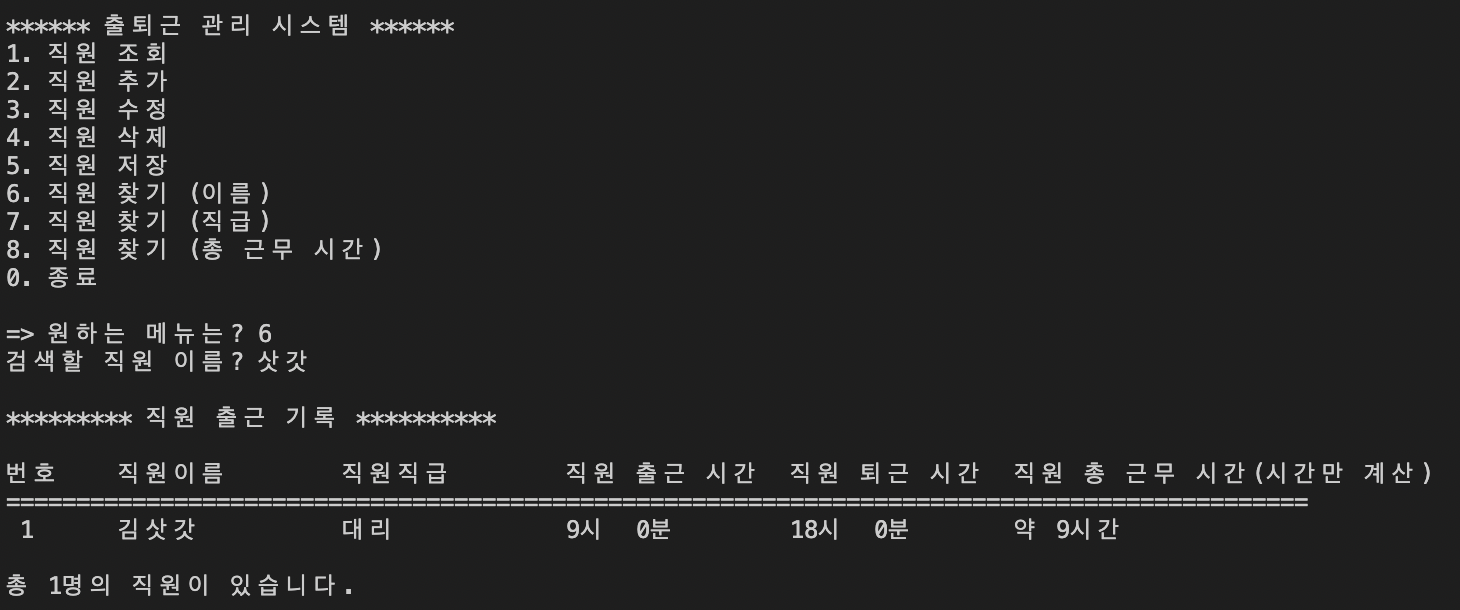 ****** 출퇴근 관리 시스템 ******
1. 직원 조회
2. 직원 추가
3. 직원 수정
4. 직원 삭제
5. 직원 저장
6. 직원 찾기 (이름)
7. 직원 찾기 (직급)
8. 직원 찾기 (총 근무 시간)
0. 종료
=> 원하는 메뉴는? 6
검색할 직원 이름? 삿갓
********* 직원 출근 기록 **********
번호 직원이름 직원직급 직원 출근 시간 직원 퇴근 시간 직원 총 근무 시간(시간만 계산)
=============================================================================================
1 김삿갓 대리 9시 0분 18시 0분 약 9시간
총 1명의 직원이 있습니다.